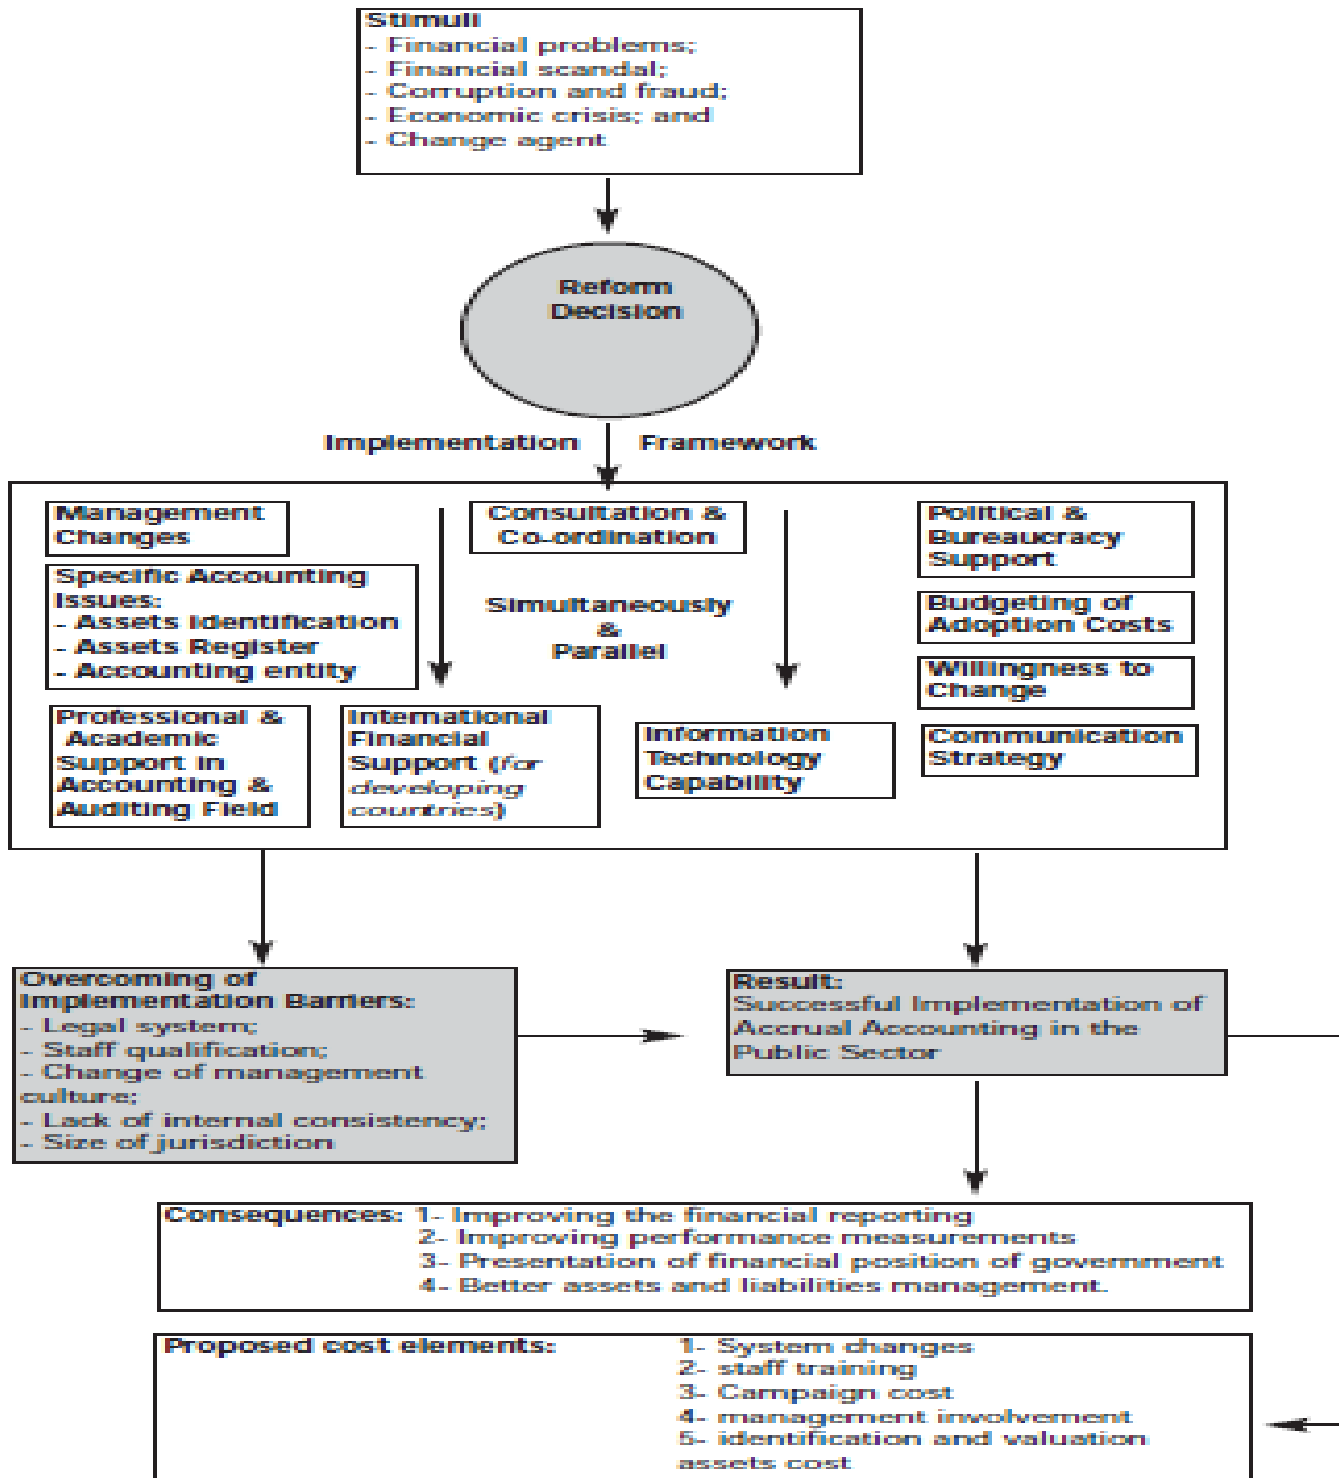 Stimuli
- Financial problems;
- Financial scandal;
- Corruption and fraud;
- Economic crisis; and
- Change agent
Reform
Decision
Implementation Framework
Management
Changes
Consultation &
Co-ordination
Political &
Bureaucracy
Support
Specific Accounting
Issues:
- Assets identification
- Assets Register
- Accounting entity
Simultaneously
&
Parallel
Budgeting of
Adoption Costs
Willingness to
Change
Professional &
Academic
Support in
Accounting &
Auditing Field
International
Financial
Support (for
developing
countries)
Information
Technology
Capability
Communication
Strategy
Overcoming of
Implementation Barriers:
- Legal system;
- Staff qualification;
- Change of management
culture;
- Lack of internal consistency;
- Size of jurisdiction
Result:
Successful Implementation of
Accrual Accounting in the
Public Sector
Consequences: 1- Improving the financial reporting
2- Improving performance measurements
3- Presentation of financial position of government
4- Better assets and liabilities management.
Proposed cost elements: 1- System changes
2- staff training
3- Campaign cost
4- management involvement
5- identification and valuation
assets cost